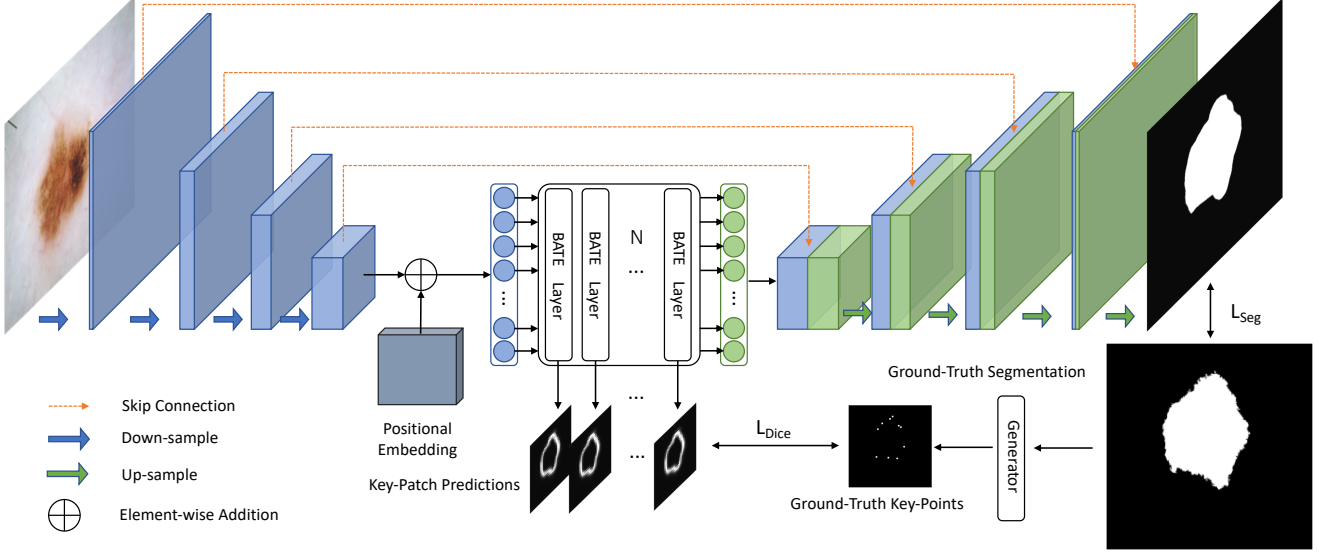 BATE Layer
BATE Layer
N
...
BATE Layer
...
...
L_Seg
Ground-Truth Segmentation
Skip Connection
Down-sample
Up-sample
Element-wise Addition
Positional
Embedding
Key-Patch Predictions
...
...
L_Dice
Ground-Truth Key-Points
Generator